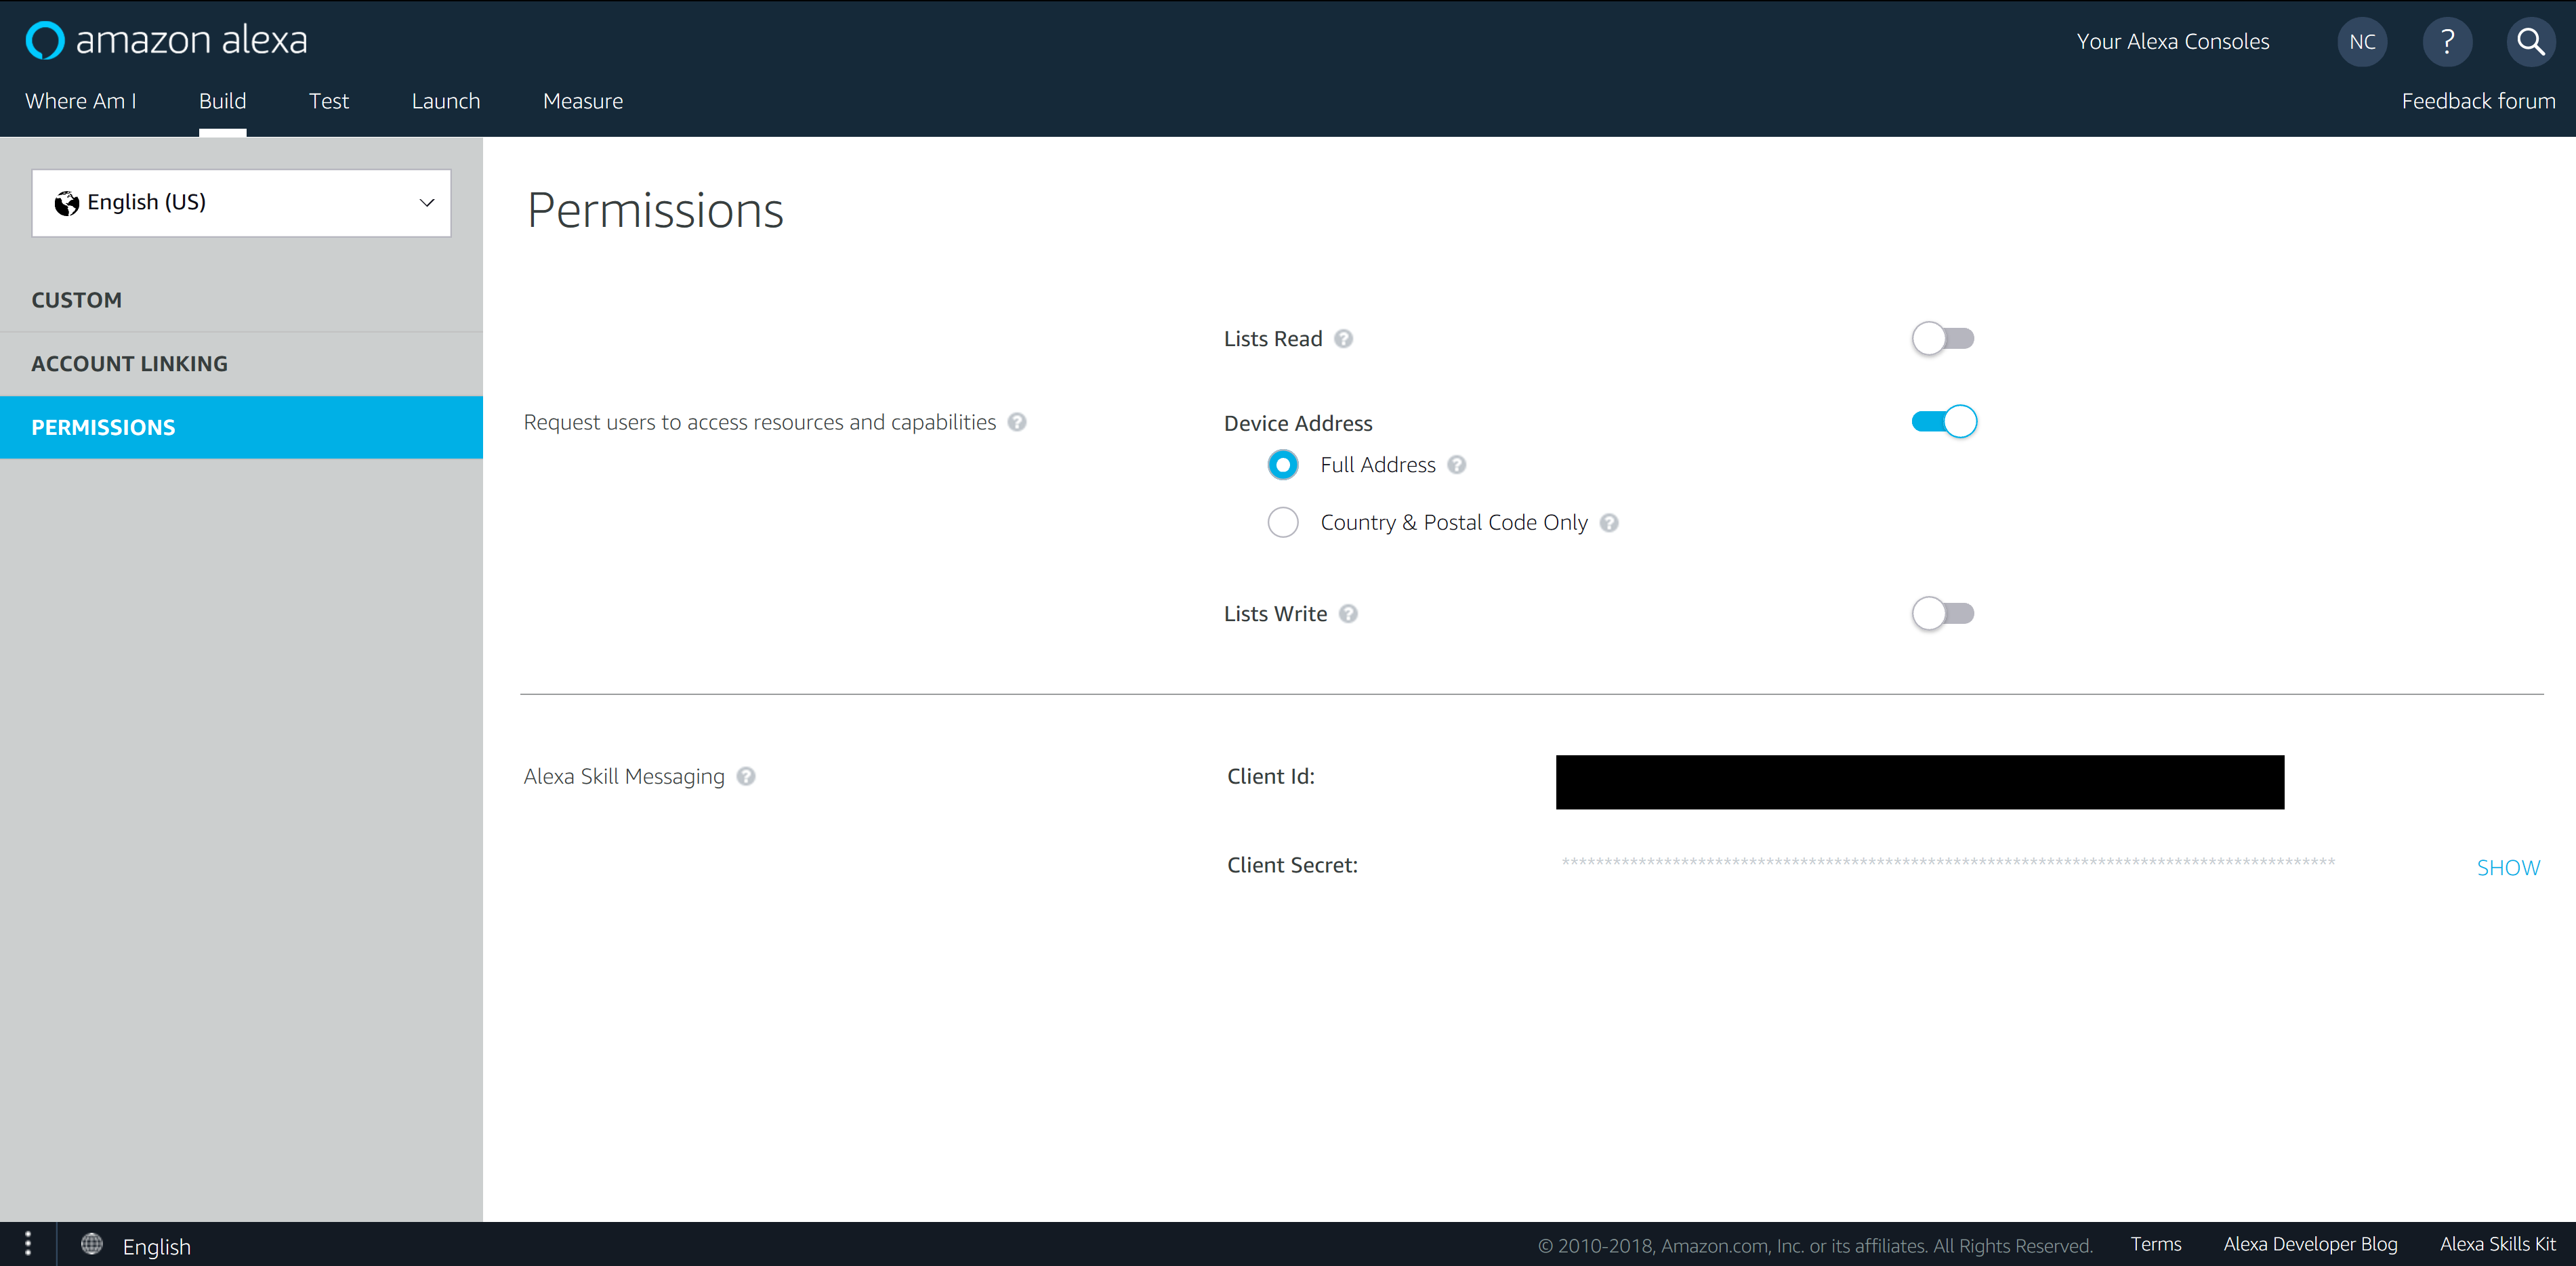 amazon alexa
Your Alexa Consoles
NC
?
Where Am I
Build
Test
Launch
Measure
Feedback forum
English (US)
CUSTOM
ACCOUNT LINKING
PERMISSIONS
Permissions
Lists Read ?
Request users to access resources and capabilities ?
Device Address
Full Address ?
Country & Postal Code Only ?
Lists Write ?
Alexa Skill Messaging ?
Client Id:
Client Secret:
SHOW
English
© 2010-2018, Amazon.com, Inc. or its affiliates. All Rights Reserved.
Terms
Alexa Developer Blog
Alexa Skills Kit